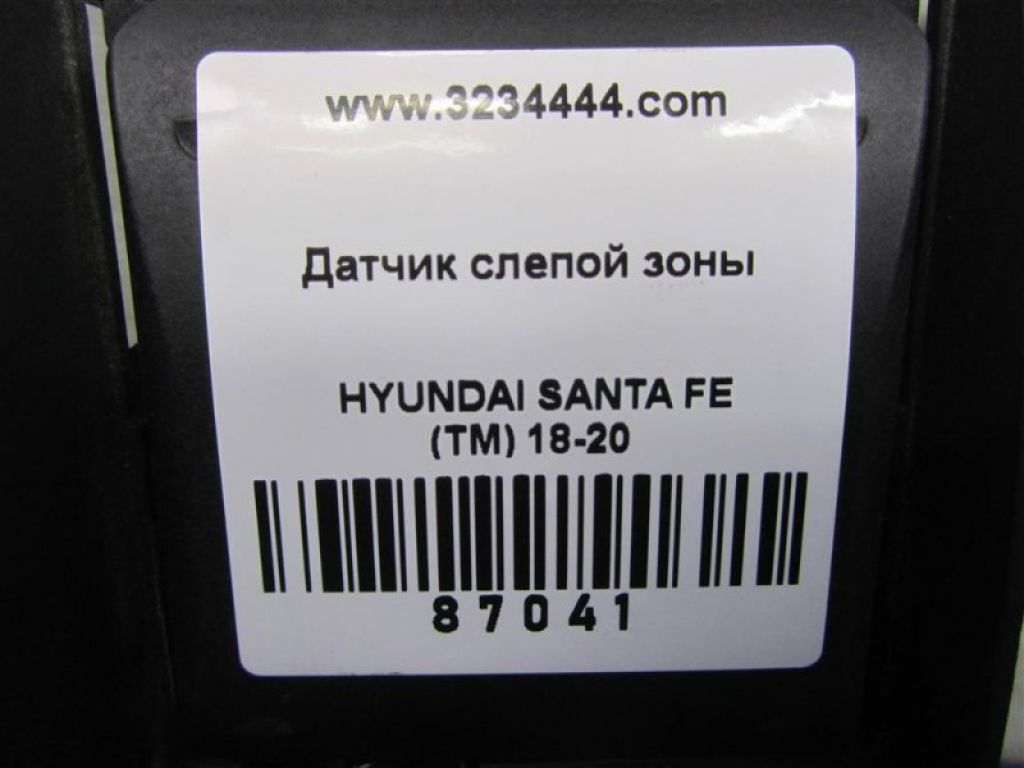 www.3234444.com
Датчик слепой зоны
HYUNDAI SANTA FE
(TM) 18-20
87041